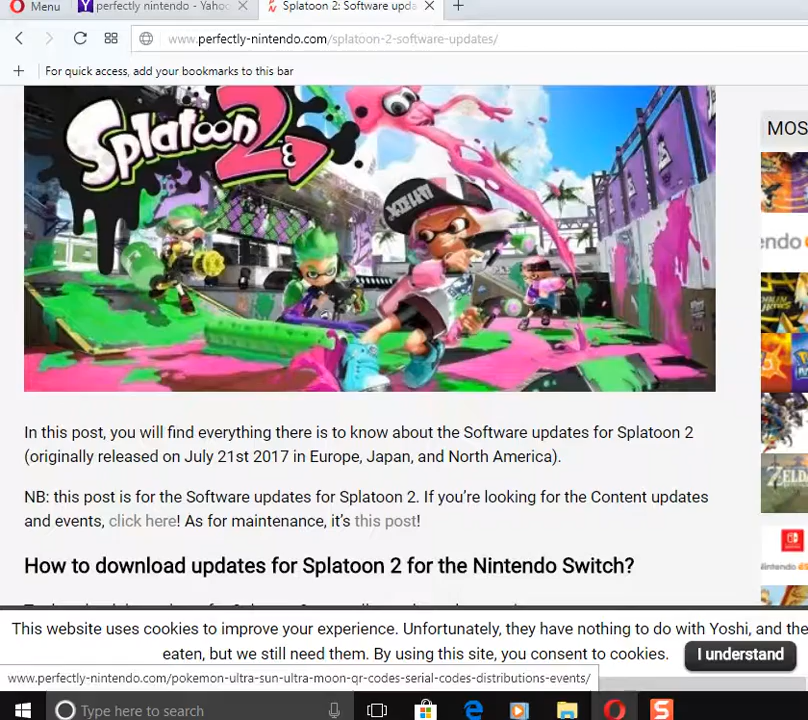 Menu
perfectly nintendo - Yahoo
Splatoon 2: Software upda
www.perfectly-nintendo.com/splatoon-2-software-updates/
For quick access, add your bookmarks to this bar
Splatoon 2
MOS
endo
ZELDA
Nintendo
In this post, you will find everything there is to know about the Software updates for Splatoon 2
(originally released on July 21st 2017 in Europe, Japan, and North America).
NB: this post is for the Software updates for Splatoon 2. If you're looking for the Content updates
and events, click here! As for maintenance, it's this post!
How to download updates for Splatoon 2 for the Nintendo Switch?
This website uses cookies to improve your experience. Unfortunately, they have nothing to do with Yoshi, and the
eaten, but we still need them. By using this site, you consent to cookies.
I understand
www.perfectly-nintendo.com/pokemon-ultra-sun-ultra-moon-qr-codes-serial-codes-distributions-events/
Type here to search